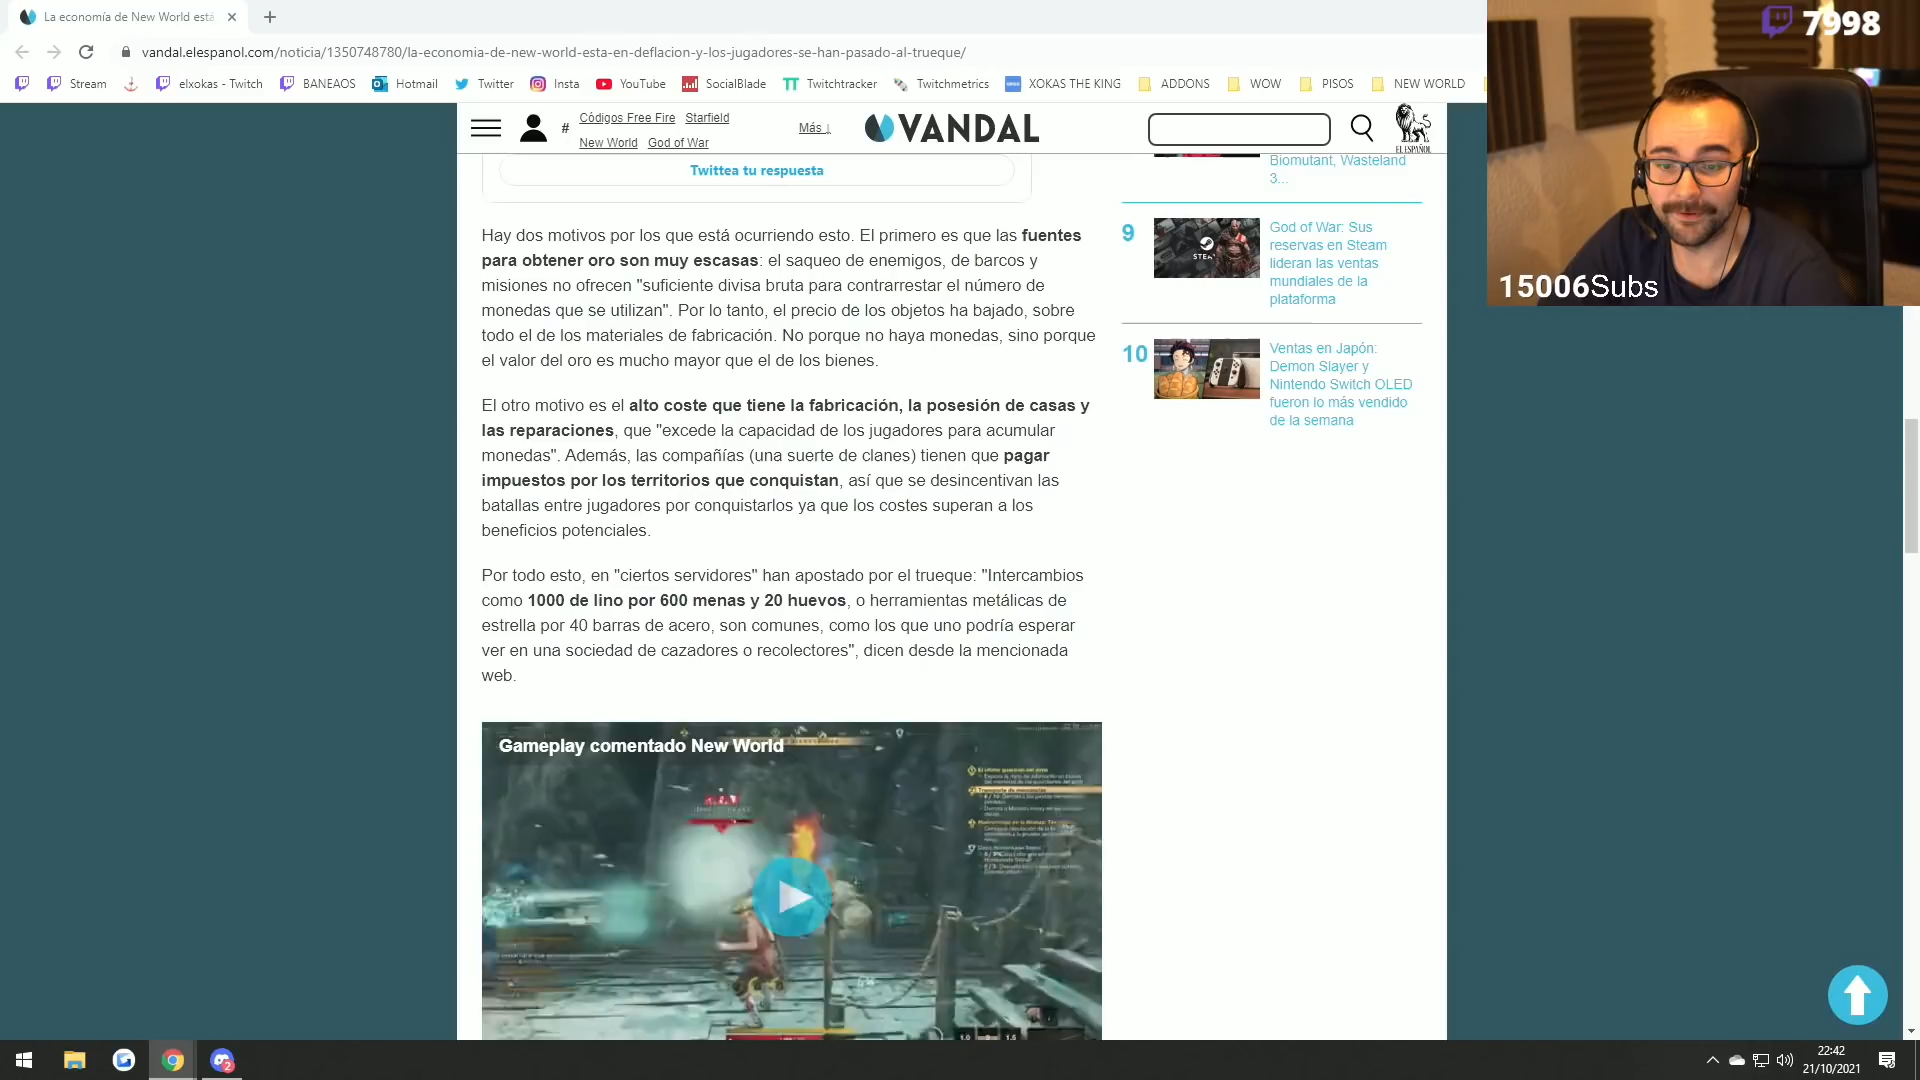 La economía de New World está
vandal.elespanol.com/noticia/1350748780/la-economia-de-new-world-esta-en-deflacion-y-los-jugadores-se-han-pasado-al-trueque/
Stream
elxokas - Twitch
BANEAOS
Hotmail
Twitter
Insta
YouTube
SocialBlade
Twitchtracker
Twitchmetrics
XOKAS THE KING
ADDONS
WOW
PISOS
NEW WORLD
7998
15006Subs
# Códigos Free Fire Starfield
New World God of War
Más ↓
VANDAL
EL ESPAÑOL
Twittea tu respuesta
Hay dos motivos por los que está ocurriendo esto. El primero es que las fuentes
para obtener oro son muy escasas: el saqueo de enemigos, de barcos y
misiones no ofrecen "suficiente divisa bruta para contrarrestar el número de
monedas que se utilizan". Por lo tanto, el precio de los objetos ha bajado, sobre
todo el de los materiales de fabricación. No porque no haya monedas, sino porque
el valor del oro es mucho mayor que el de los bienes.
El otro motivo es el alto coste que tiene la fabricación, la posesión de casas y
las reparaciones, que "excede la capacidad de los jugadores para acumular
monedas". Además, las compañías (una suerte de clanes) tienen que pagar
impuestos por los territorios que conquistan, así que se desincentivan las
batallas entre jugadores por conquistarlos ya que los costes superan a los
beneficios potenciales.
Por todo esto, en "ciertos servidores" han apostado por el trueque: "Intercambios
como 1000 de lino por 600 menas y 20 huevos, o herramientas metálicas de
estrella por 40 barras de acero, son comunes, como los que uno podría esperar
ver en una sociedad de cazadores o recolectores", dicen desde la mencionada
web.
Gameplay comentado New World
Biomutant, Wasteland
3...
9
God of War: Sus
reservas en Steam
lideran las ventas
mundiales de la
plataforma
10
Ventas en Japón:
Demon Slayer y
Nintendo Switch OLED
fueron lo más vendido
de la semana
2
22:42
21/10/2021